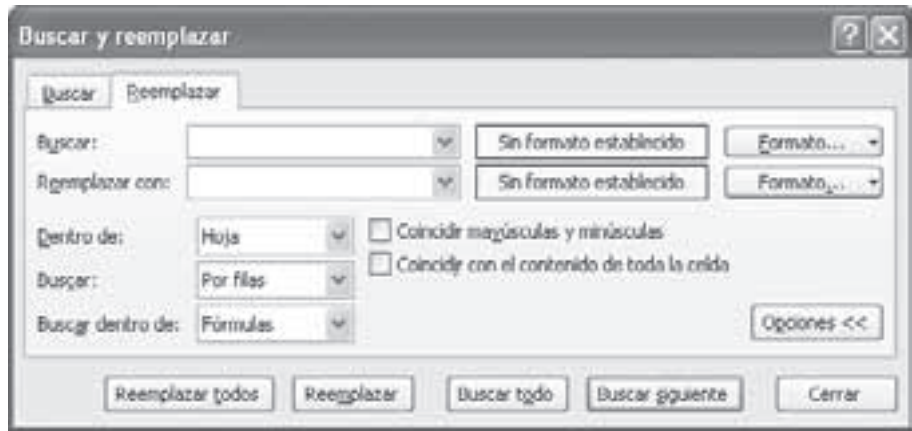 Buscar y reemplazar
Buscar Reemplazar
Buscar: Sin formato establecido Formato...
Reemplazar con: Sin formato establecido Formato...
Dentro de: Hoja Coincidir mayúsculas y minúsculas
Buscar: Por filas Coincidir con el contenido de toda la celda
Buscar dentro de: Fórmulas Opciones <<
Reemplazar todos Reemplazar Buscar todo Buscar siguiente Cerrar